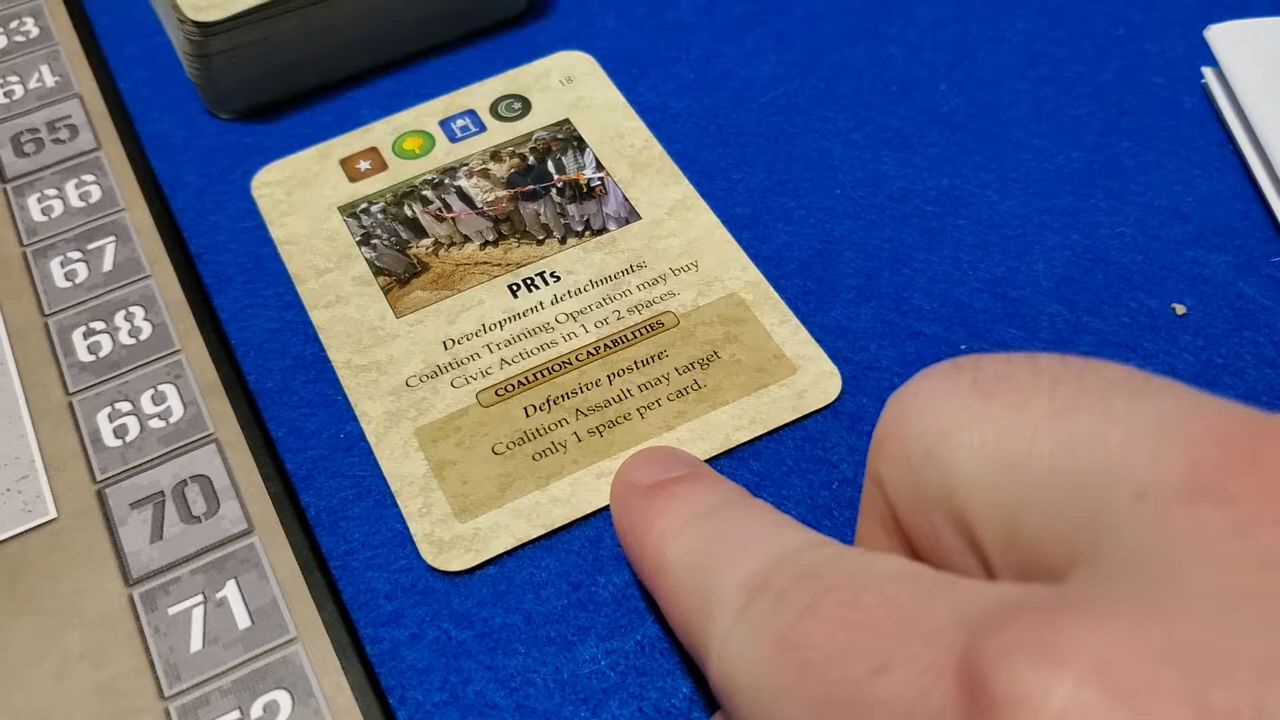 63
64
65
66
67
68
69
70
71
72
18
PRTs
Development detachments:
Coalition Training Operation may buy
Civic Actions in 1 or 2 spaces.
COALITION CAPABILITIES
Defensive posture:
Coalition Assault may target
only 1 space per card.